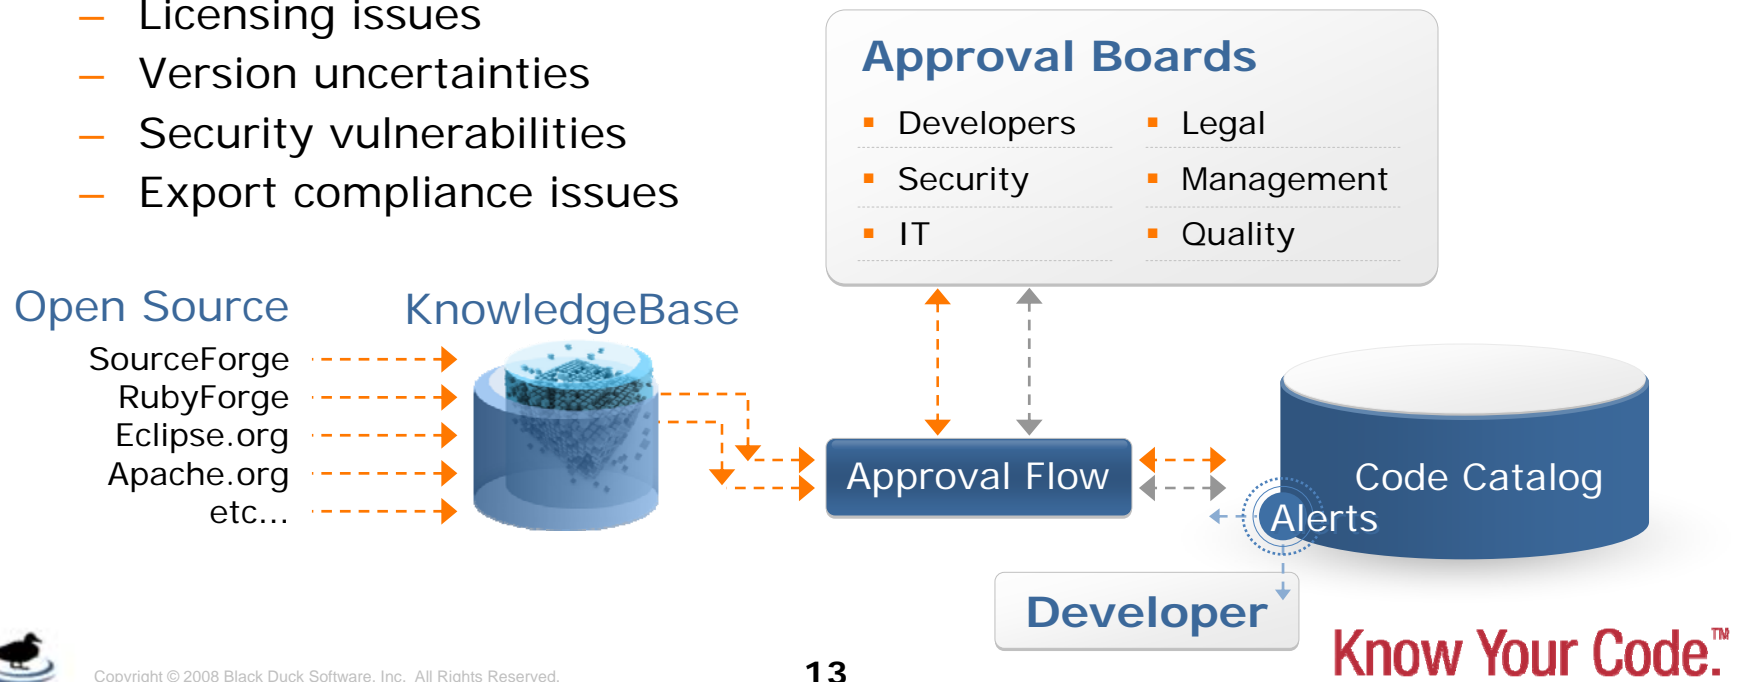 – Licensing issues
– Version uncertainties
– Security vulnerabilities
– Export compliance issues
Approval Boards
▪ Developers
▪ Legal
▪ Security
▪ Management
▪ IT
▪ Quality
Open Source
KnowledgeBase
SourceForge
RubyForge
Eclipse.org
Apache.org
etc...
Approval Flow
Code Catalog
Alerts
Developer
Know Your Code.™
Copyright © 2008 Black Duck Software, Inc. All Rights Reserved.
13